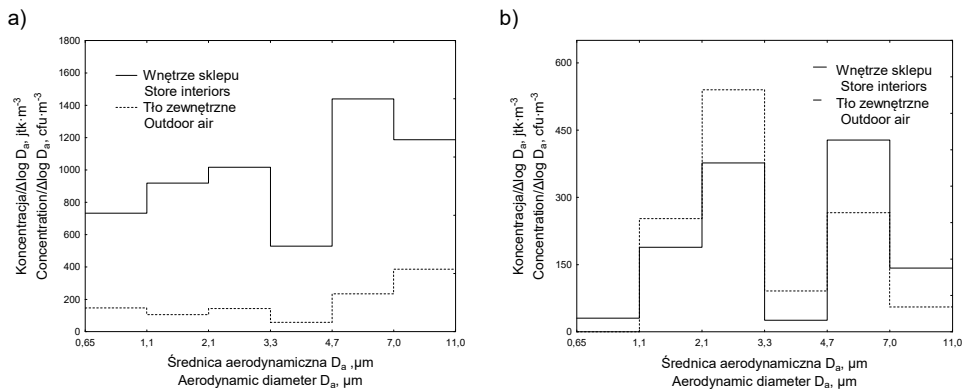 a)
Koncentracja/Δlog Dₐ, jtk·m⁻³
Concentration/Δlog Dₐ, cfu·m⁻³
1800
1600
1400
1200
1000
800
600
400
200
0
Wnętrze sklepu
Store interiors
Tło zewnętrzne
Outdoor air
0,65 1,1 2,1 3,3 4,7 7,0 11,0
Średnica aerodynamiczna Dₐ ,µm
Aerodynamic diameter Dₐ, µm
b)
Koncentracja/Δlog Dₐ, jtk·m⁻³
Concentration/Δlog Dₐ, cfu·m⁻³
600
450
300
150
0
Wnętrze sklepu
Store interiors
Tło zewnętrzne
Outdoor air
0,65 1,1 2,1 3,3 4,7 7,0 11,0
Średnica aerodynamiczna Dₐ, µm
Aerodynamic diameter Dₐ, µm